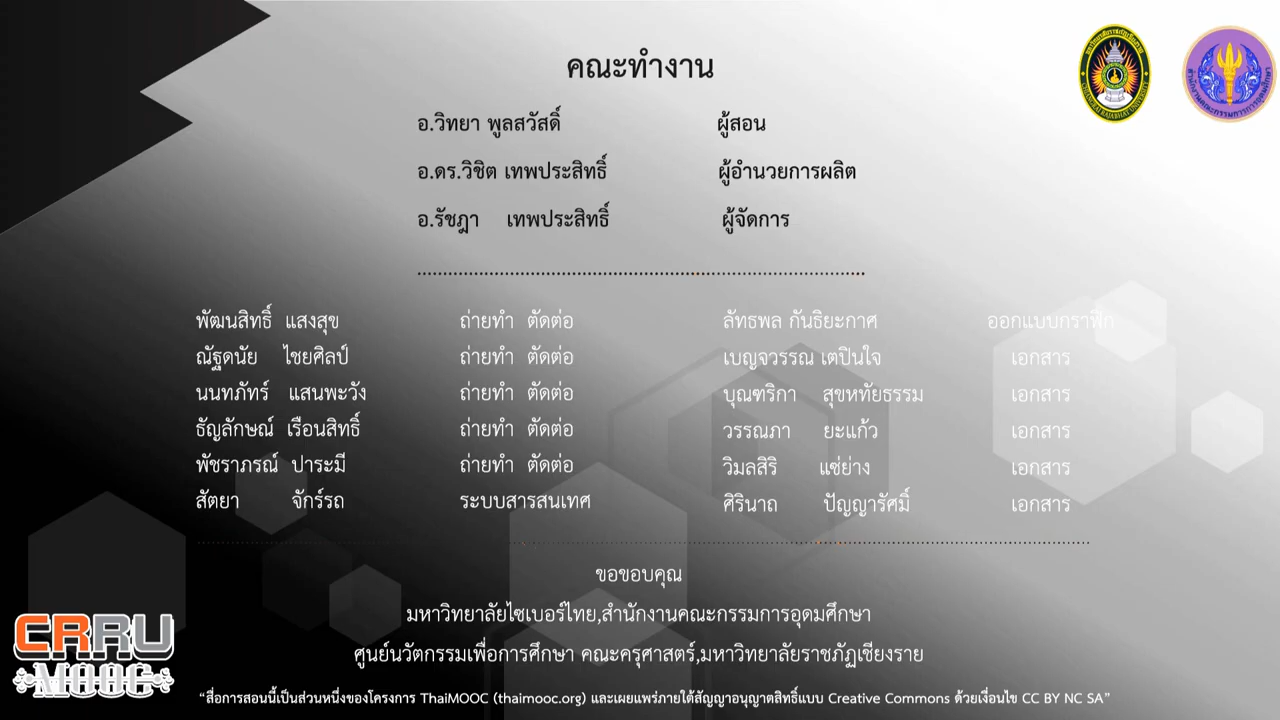 คณะทำงาน
อ.วิทยา พูลสวัสดิ์ ผู้สอน
อ.ดร.วิชิต เทพประสิทธิ์ ผู้อำนวยการผลิต
อ.รัชฎา เทพประสิทธิ์ ผู้จัดการ
พัฒนสิทธิ์ แสงสุข ถ่ายทำ ตัดต่อ ลัทธพล กันธิยะกาศ ออกแบบกราฟิก
ณัฐดนัย ไชยศิลป์ ถ่ายทำ ตัดต่อ เบญจวรรณ เตปินใจ เอกสาร
นนทภัทร์ แสนพะวัง ถ่ายทำ ตัดต่อ บุณฑริกา สุขหทัยธรรม เอกสาร
ธัญลักษณ์ เรือนสิทธิ์ ถ่ายทำ ตัดต่อ วรรณภา ยะแก้ว เอกสาร
พัชราภรณ์ ปาระมี ถ่ายทำ ตัดต่อ วิมลสิริ แซ่ย่าง เอกสาร
สัตยา จักร์รถ ระบบสารสนเทศ ศิรินาถ ปัญญารัศมิ์ เอกสาร
ขอขอบคุณ
มหาวิทยาลัยไซเบอร์ไทย,สำนักงานคณะกรรมการอุดมศึกษา
ศูนย์นวัตกรรมเพื่อการศึกษา คณะครุศาสตร์,มหาวิทยาลัยราชภัฏเชียงราย
CRRU
MOOC
“สื่อการสอนนี้เป็นส่วนหนึ่งของโครงการ ThaiMOOC (thaimooc.org) และเผยแพร่ภายใต้สัญญาอนุญาตสิทธิ์แบบ Creative Commons ด้วยเงื่อนไข CC BY NC SA”